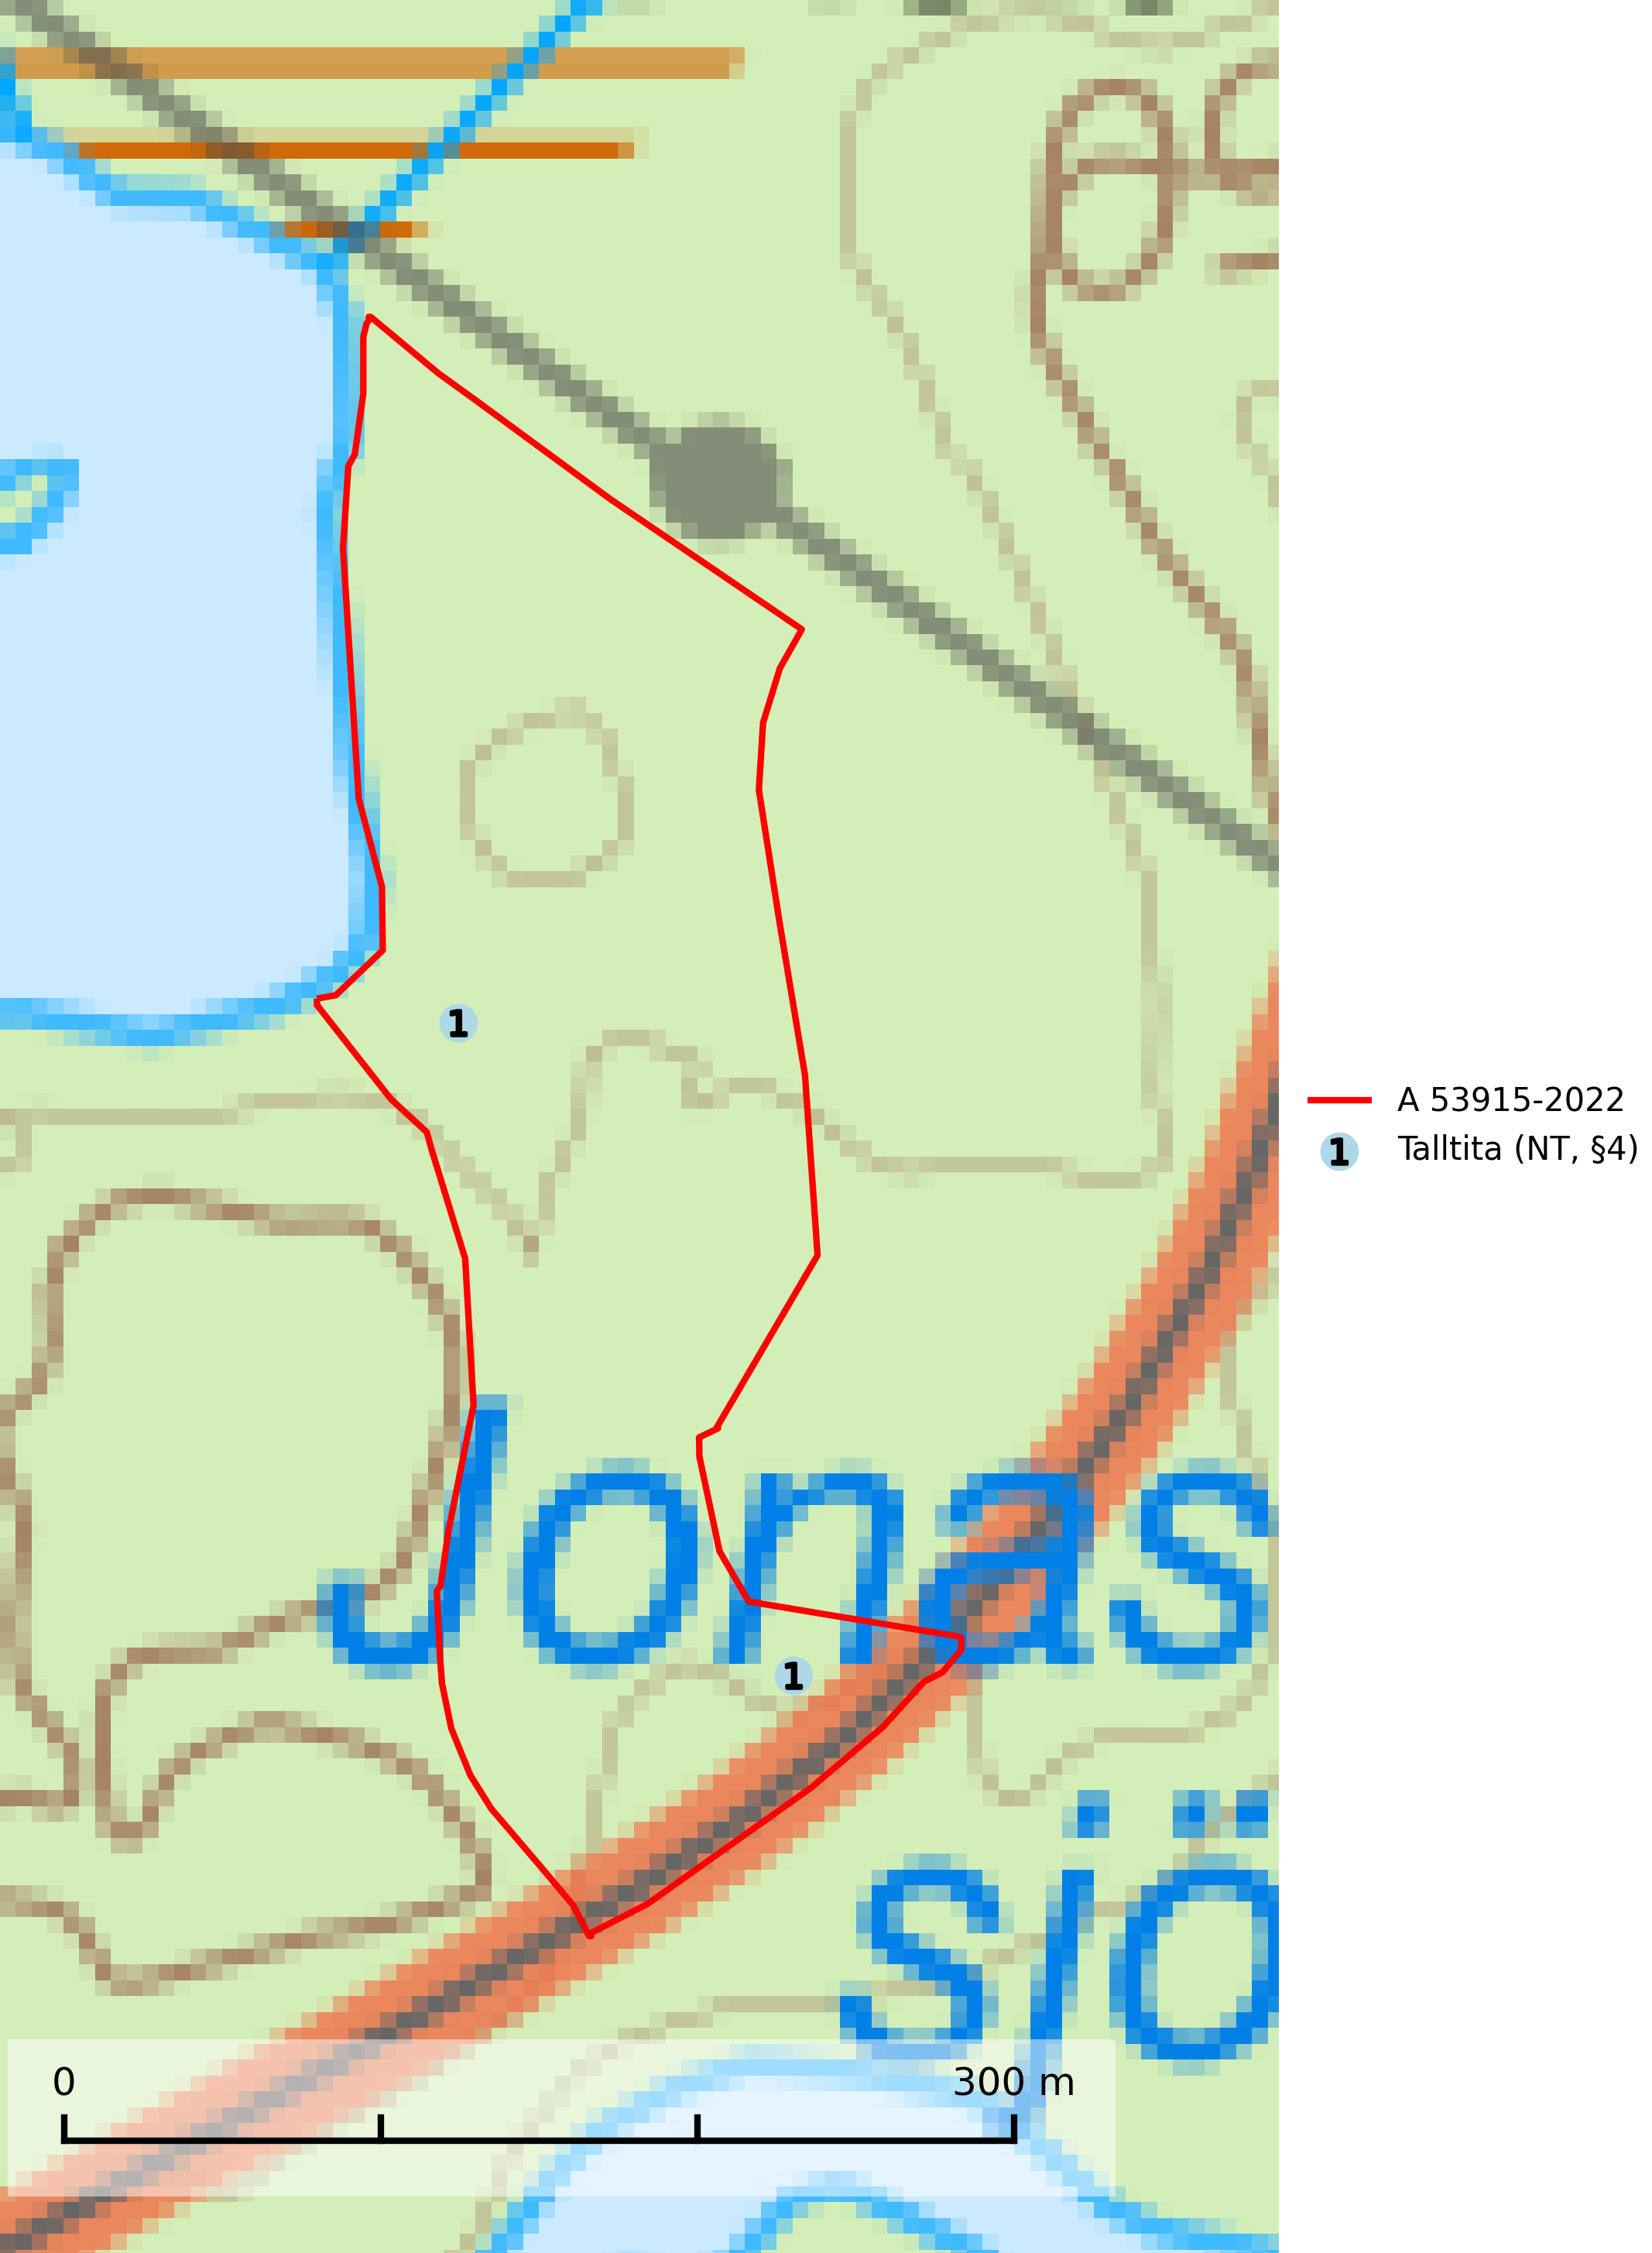 1
A 53915-2022
1 Talltita (NT, §4)
Jonas
1
sjö
0 300 m